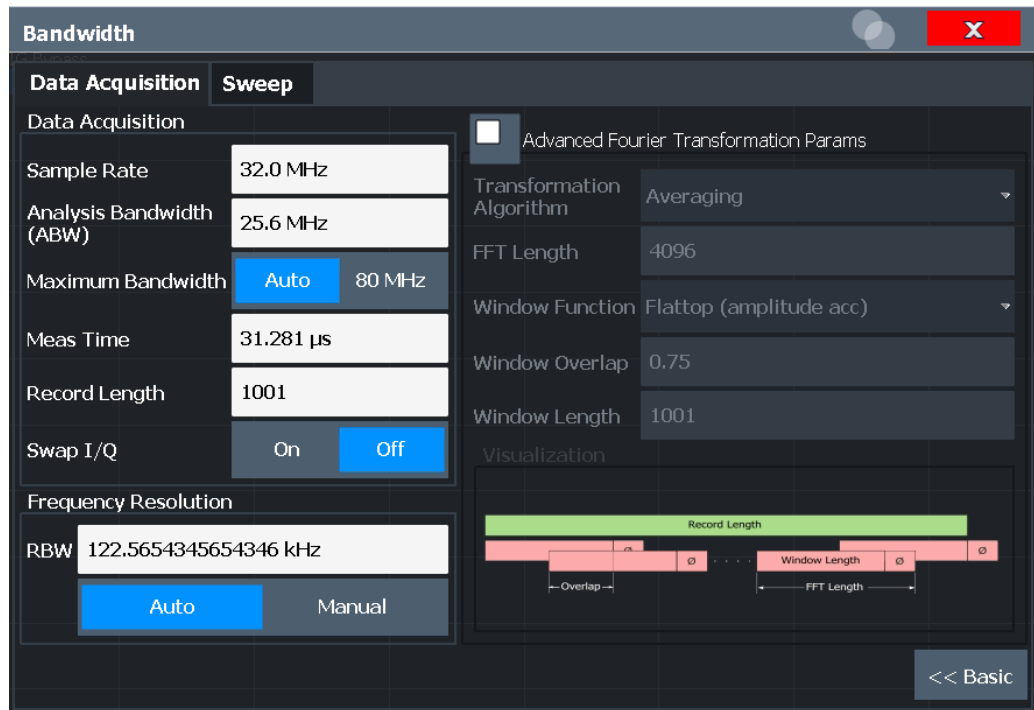 Bandwidth
X
Data Acquisition
Sweep
Data Acquisition
Sample Rate
32.0 MHz
Analysis Bandwidth
(ABW)
25.6 MHz
Maximum Bandwidth
Auto
80 MHz
Meas Time
31.281 µs
Record Length
1001
Swap I/Q
On
Off
Frequency Resolution
RBW
122.5654345654346 kHz
Auto
Manual
Advanced Fourier Transformation Params
Transformation
Algorithm
Averaging
FFT Length
4096
Window Function
Flattop (amplitude acc)
Window Overlap
0.75
Window Length
1001
Visualization
Record Length
Ø
Ø
Window Length
Ø
Ø
Overlap
FFT Length
<< Basic